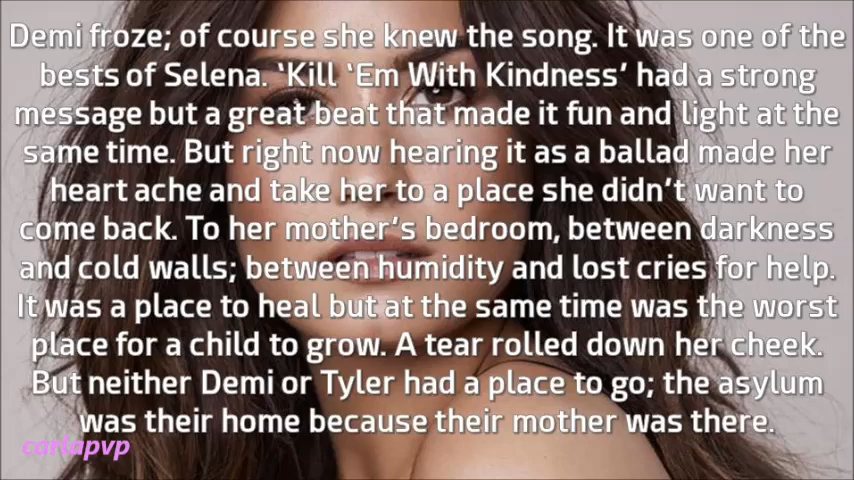 Demi froze; of course she knew the song. It was one of the
bests of Selena. ‘Kill ‘Em With Kindness’ had a strong
message but a great beat that made it fun and light at the
same time. But right now hearing it as a ballad made her
heart ache and take her to a place she didn’t want to
come back. To her mother’s bedroom, between darkness
and cold walls; between humidity and lost cries for help.
It was a place to heal but at the same time was the worst
place for a child to grow. A tear rolled down her cheek.
But neither Demi or Tyler had a place to go; the asylum
was their home because their mother was there.
carlapvp